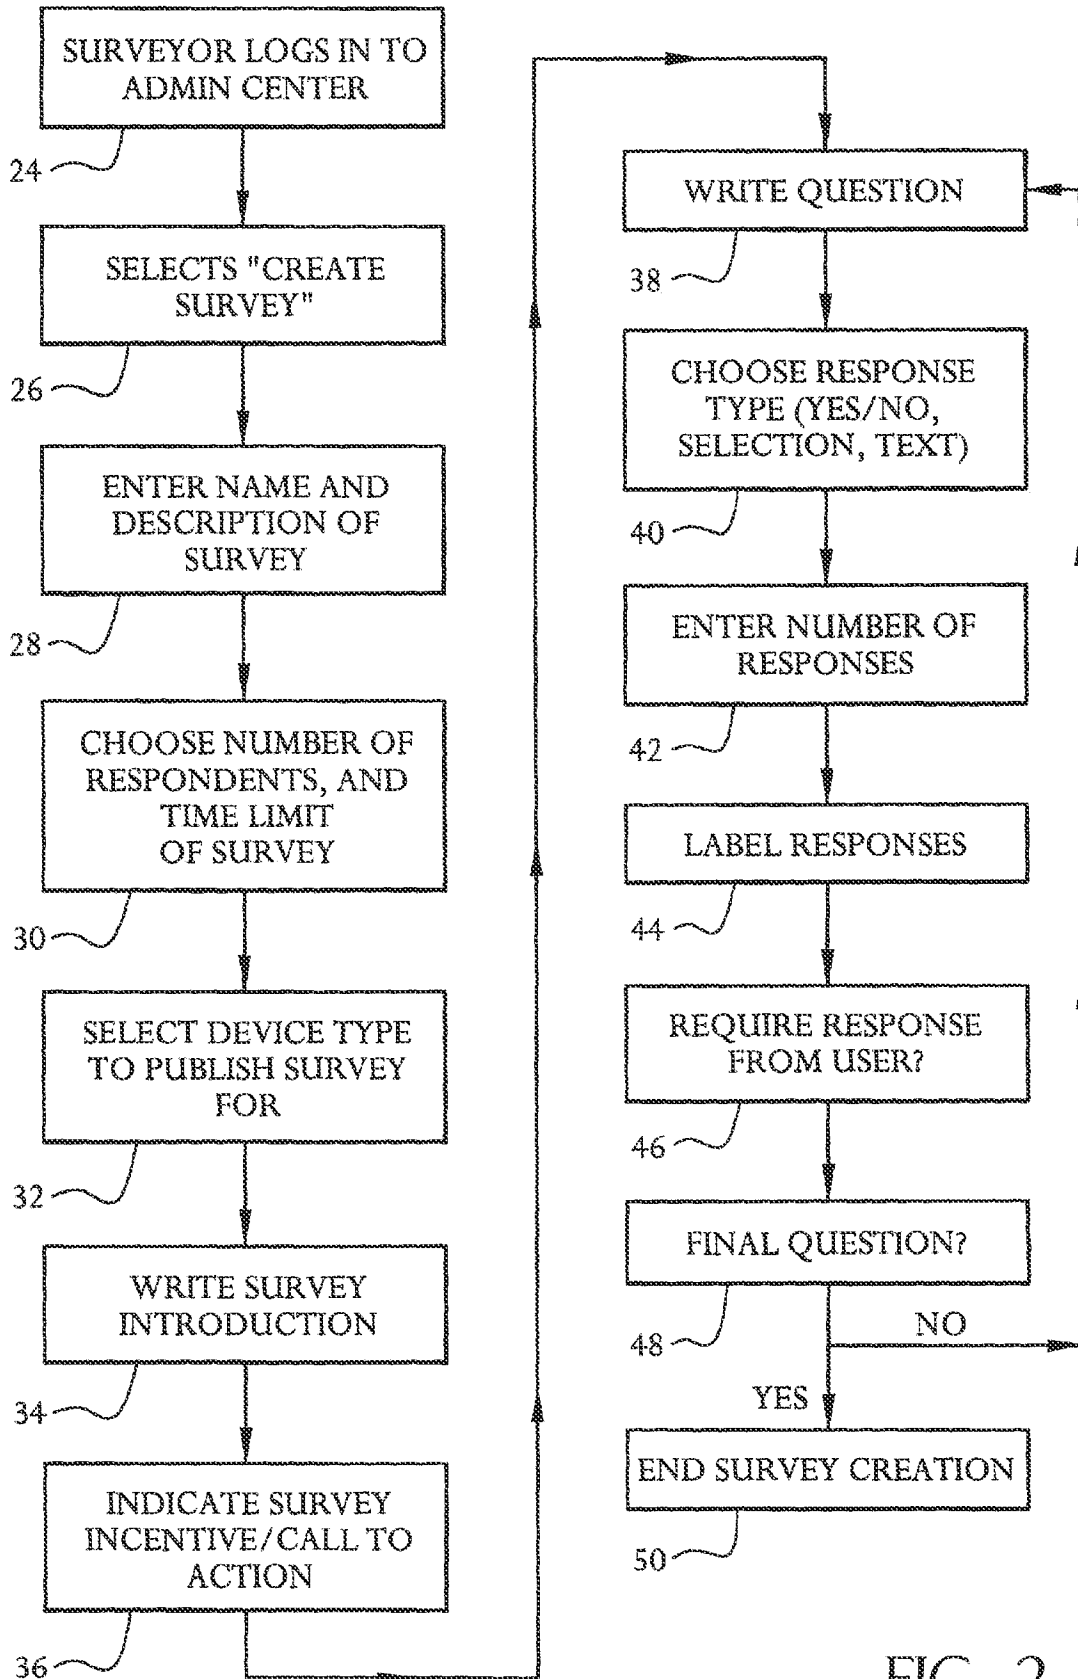 SURVEYOR LOGS IN TO
ADMIN CENTER
24
SELECTS "CREATE
SURVEY"
26
ENTER NAME AND
DESCRIPTION OF
SURVEY
28
CHOOSE NUMBER OF
RESPONDENTS, AND
TIME LIMIT
OF SURVEY
30
SELECT DEVICE TYPE
TO PUBLISH SURVEY
FOR
32
WRITE SURVEY
INTRODUCTION
34
INDICATE SURVEY
INCENTIVE/CALL TO
ACTION
36
WRITE QUESTION
38
CHOOSE RESPONSE
TYPE (YES/NO,
SELECTION, TEXT)
40
ENTER NUMBER OF
RESPONSES
42
LABEL RESPONSES
44
REQUIRE RESPONSE
FROM USER?
46
FINAL QUESTION?
48
NO
YES
END SURVEY CREATION
50
FIG. 2